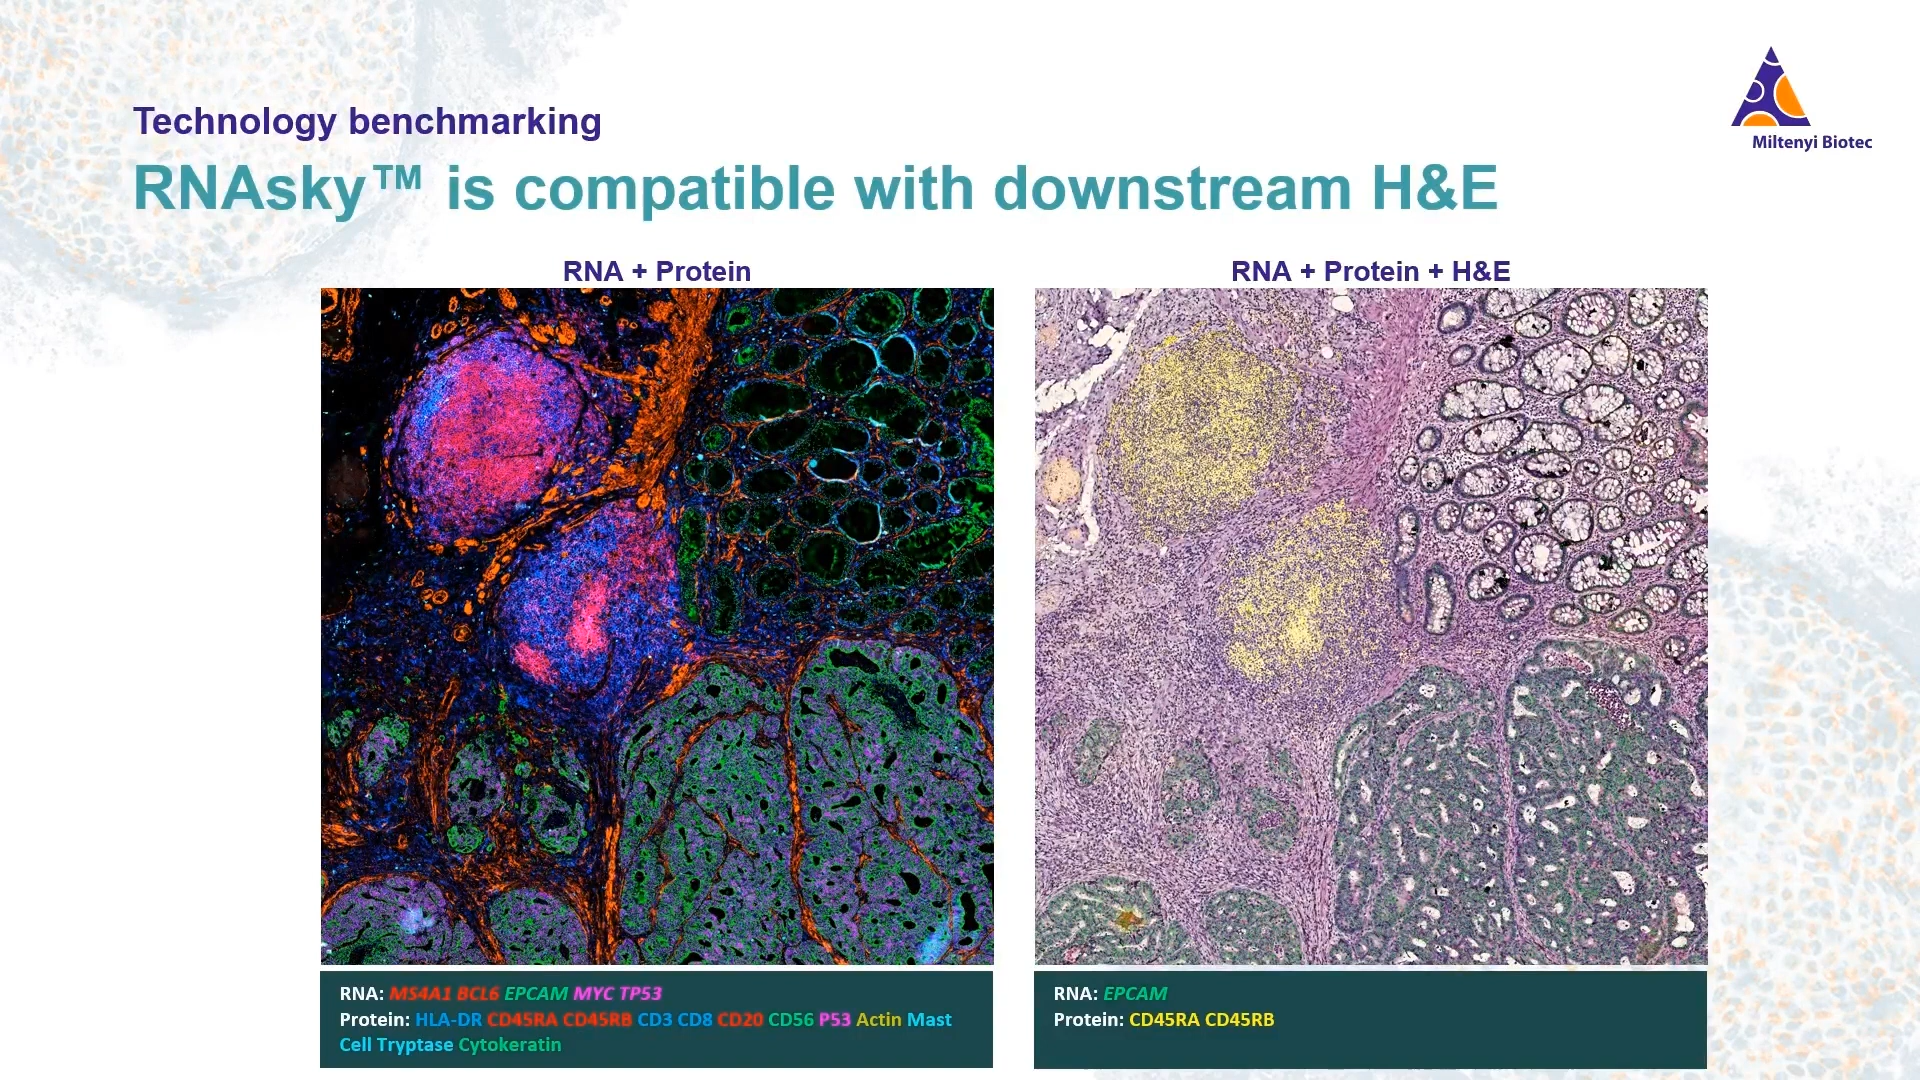 Technology benchmarking
RNAsky™ is compatible with downstream H&E
Miltenyi Biotec
RNA + Protein
RNA + Protein + H&E
RNA: MS4A1 BCL6 EPCAM MYC TP53
Protein: HLA-DR CD45RA CD45RB CD3 CD8 CD20 CD56 P53 Actin Mast
Cell Tryptase Cytokeratin
RNA: EPCAM
Protein: CD45RA CD45RB